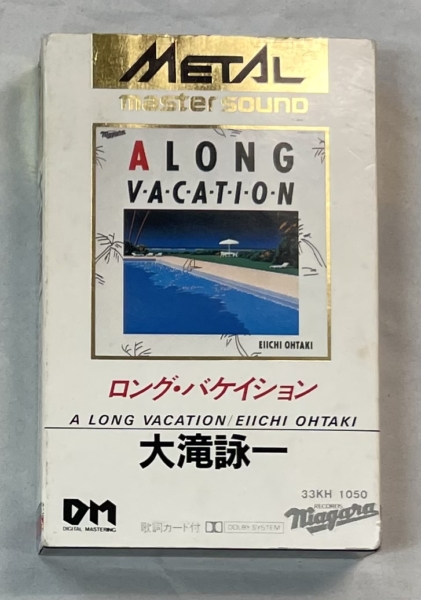 METAL
master sound
Niagara
A LONG
V·A·C·A·T·I·O·N
EIICHI OHTAKI
ロング・バケイション
A LONG VACATION/EIICHI OHTAKI
大滝詠一
33KH 1050
DM
DIGITAL MASTERING
歌詞カード付 DOLBY SYSTEM
RECORDS
Niagara